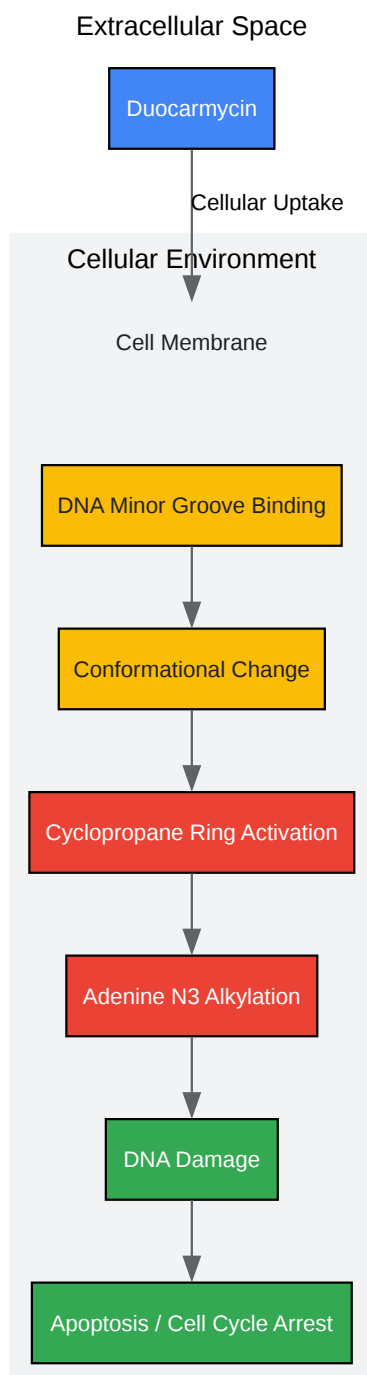 Extracellular Space
Duocarmycin
Cellular Uptake
Cellular Environment
Cell Membrane
DNA Minor Groove Binding
Conformational Change
Cyclopropane Ring Activation
Adenine N3 Alkylation
DNA Damage
Apoptosis / Cell Cycle Arrest